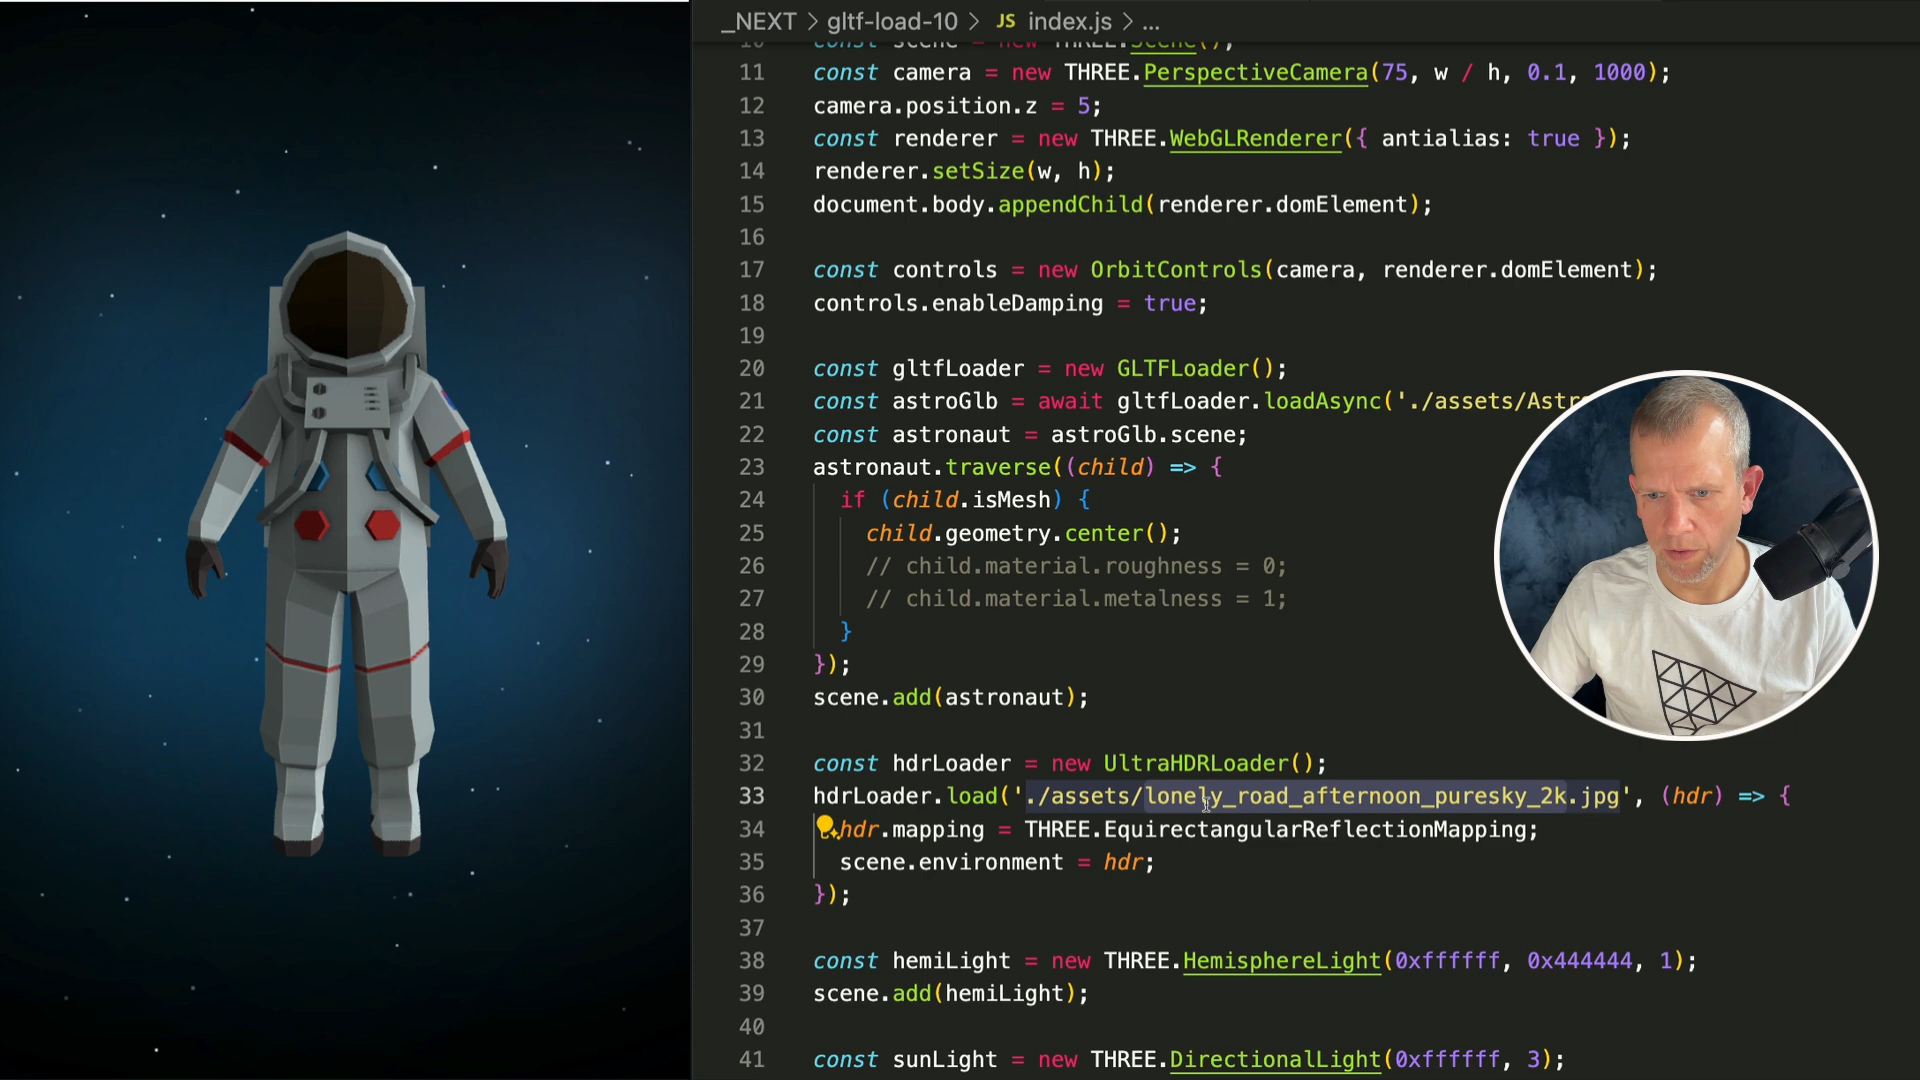 _NEXT > gltf-load-10 > JS index.js > ...
10 const scene = new THREE.Scene();
11 const camera = new THREE.PerspectiveCamera(75, w / h, 0.1, 1000);
12 camera.position.z = 5;
13 const renderer = new THREE.WebGLRenderer({ antialias: true });
14 renderer.setSize(w, h);
15 document.body.appendChild(renderer.domElement);
16
17 const controls = new OrbitControls(camera, renderer.domElement);
18 controls.enableDamping = true;
19
20 const gltfLoader = new GLTFLoader();
21 const astroGlb = await gltfLoader.loadAsync('./assets/Astr
22 const astronaut = astroGlb.scene;
23 astronaut.traverse((child) => {
24 if (child.isMesh) {
25 child.geometry.center();
26 // child.material.roughness = 0;
27 // child.material.metalness = 1;
28 }
29 });
30 scene.add(astronaut);
31
32 const hdrLoader = new UltraHDRLoader();
33 hdrLoader.load('./assets/lonely_road_afternoon_puresky_2k.jpg', (hdr) => {
34 hdr.mapping = THREE.EquirectangularReflectionMapping;
35 scene.environment = hdr;
36 });
37
38 const hemiLight = new THREE.HemisphereLight(0xffffff, 0x444444, 1);
39 scene.add(hemiLight);
40
41 const sunLight = new THREE.DirectionalLight(0xffffff, 3);